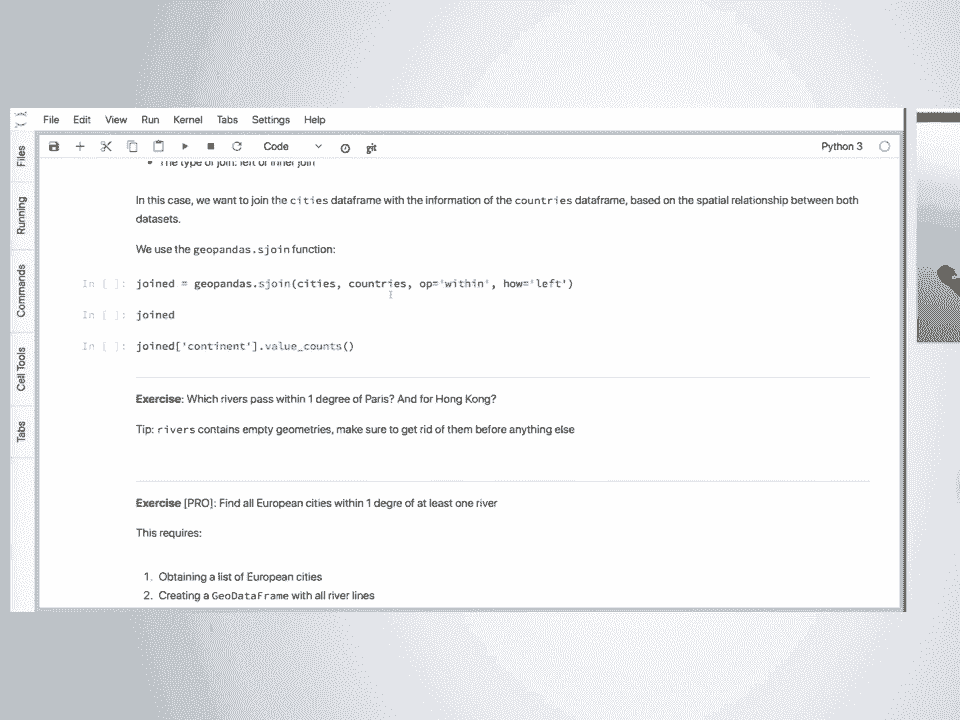 File Edit View Run Kernel Tabs Settings Help
Code
git
Python 3
Files
Running
Commands
Cell Tools
Tabs
The type of join: left or inner join
In this case, we want to join the cities dataframe with the information of the countries dataframe, based on the spatial relationship between both
datasets.
We use the geopandas.sjoin function:
In [ ]: joined = geopandas.sjoin(cities, countries, op='within', how='left')
In [ ]: joined
In [ ]: joined['continent'].value_counts()
Exercise: Which rivers pass within 1 degree of Paris? And for Hong Kong?
Tip: rivers contains empty geometries, make sure to get rid of them before anything else
Exercise [PRO]: Find all European cities within 1 degre of at least one river
This requires:
1. Obtaining a list of European cities
2. Creating a GeoDataFrame with all river lines